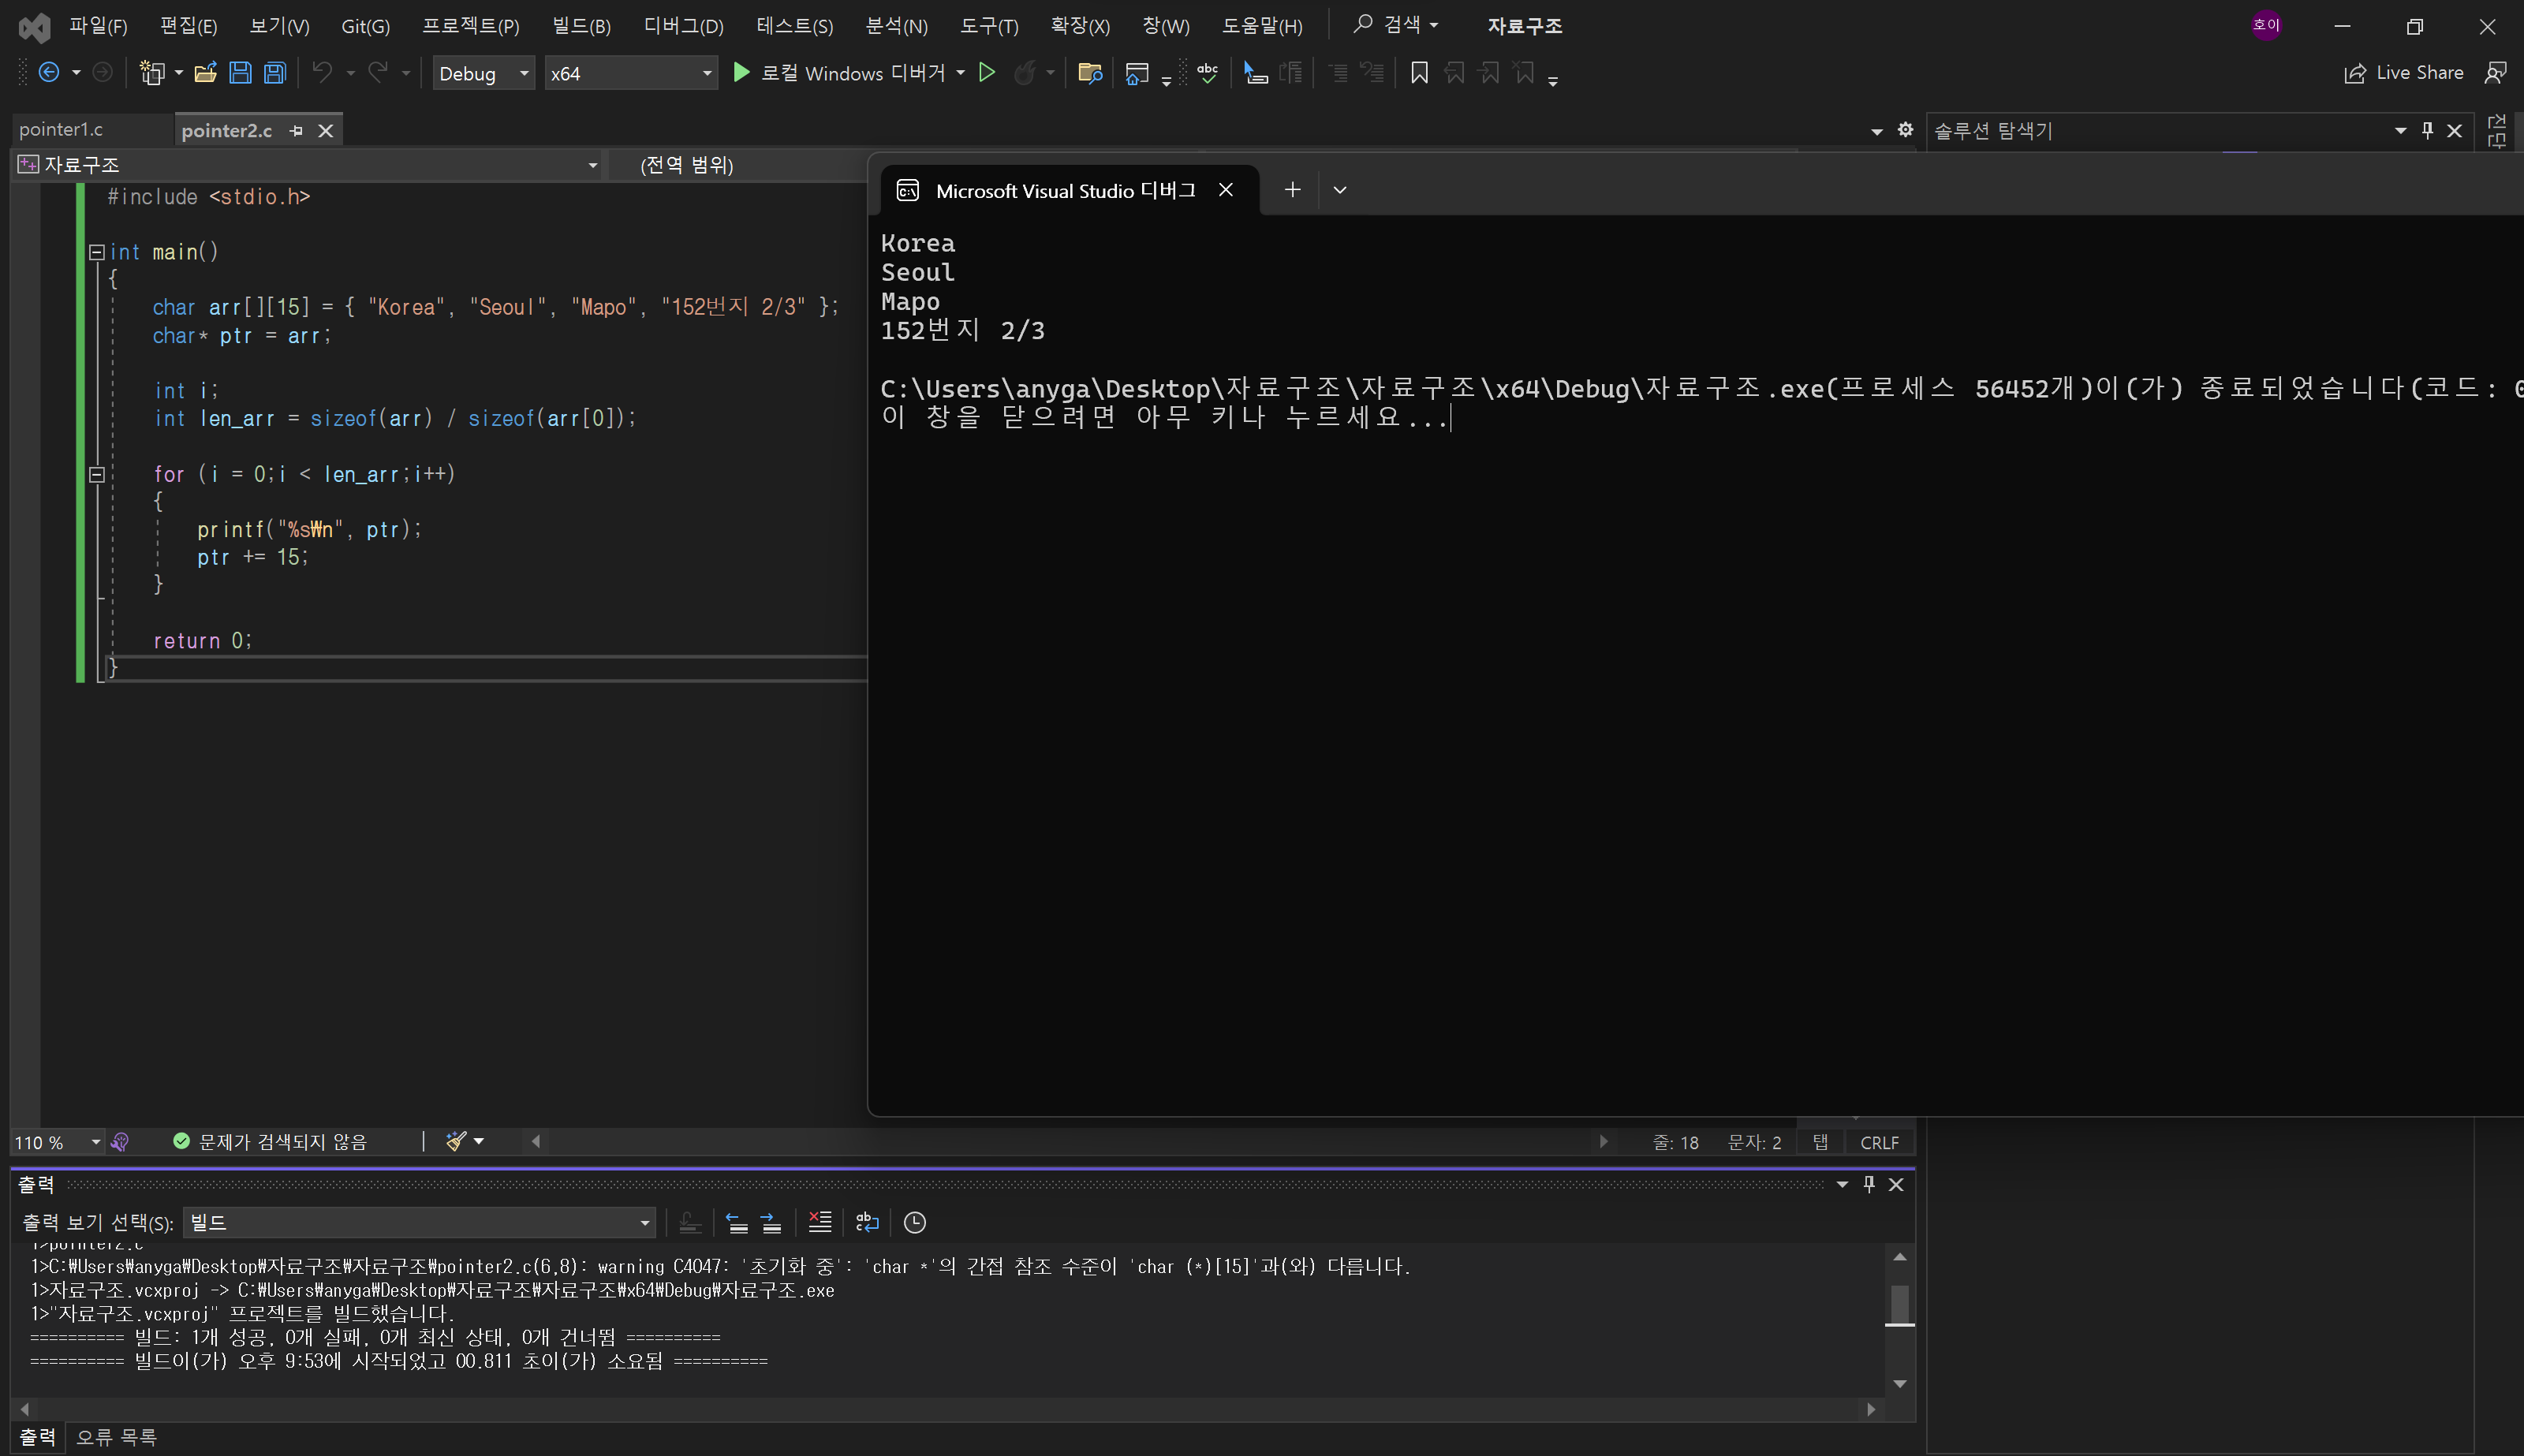 파일(F) 편집(E) 보기(V) Git(G) 프로젝트(P) 빌드(B) 디버그(D) 테스트(S) 분석(N) 도구(T) 확장(X) 창(W) 도움말(H) 검색 자료구조 호이
Debug x64 로컬 Windows 디버거 abc Live Share
pointer1.c pointer2.c 솔루션 탐색기 진단
자료구조 (전역 범위)
#include <stdio.h>
int main()
{
char arr[][15] = { "Korea", "Seoul", "Mapo", "152번지 2/3" };
char* ptr = arr;
int i;
int len_arr = sizeof(arr) / sizeof(arr[0]);
for (i = 0;i < len_arr;i++)
{
printf("%s₩n", ptr);
ptr += 15;
}
return 0;
}
Microsoft Visual Studio 디버그
Korea
Seoul
Mapo
152번지 2/3
C:\Users\anyga\Desktop\자료구조\자료구조\x64\Debug\자료구조.exe(프로세스 56452개)이(가) 종료되었습니다(코드: 0
이 창을 닫으려면 아무 키나 누르세요...
110 % 문제가 검색되지 않음 줄: 18 문자: 2 탭 CRLF
출력
출력 보기 선택(S): 빌드
1>pointer2.c
1>C:₩Users₩anyga₩Desktop₩자료구조₩자료구조₩pointer2.c(6,8): warning C4047: '초기화 중': 'char *'의 간접 참조 수준이 'char (*)[15]'과(와) 다릅니다.
1>자료구조.vcxproj -> C:₩Users₩anyga₩Desktop₩자료구조₩자료구조₩x64₩Debug₩자료구조.exe
1>"자료구조.vcxproj" 프로젝트를 빌드했습니다.
========== 빌드: 1개 성공, 0개 실패, 0개 최신 상태, 0개 건너뜀 ==========
========== 빌드이(가) 오후 9:53에 시작되었고 00.811 초이(가) 소요됨 ==========
출력 오류 목록